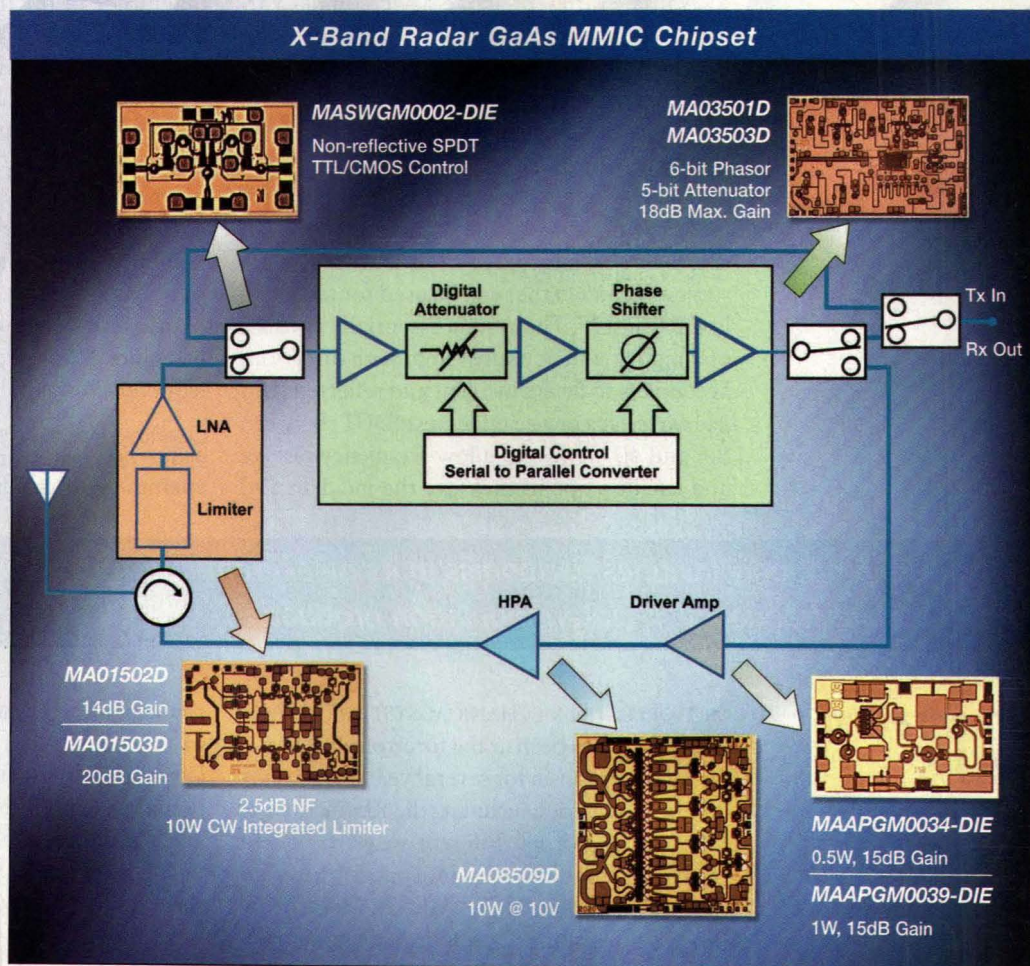 X-Band Radar GaAs MMIC Chipset
MASWGM0002-DIE
Non-reflective SPDT
TTL/CMOS Control
MA03501D
MA03503D
6-bit Phasor
5-bit Attenuator
18dB Max. Gain
Digital
Attenuator
Phase
Shifter
Tx In
Rx Out
LNA
Limiter
Digital Control
Serial to Parallel Converter
HPA
Driver Amp
MA01502D
14dB Gain
MA01503D
20dB Gain
2.5dB NF
10W CW Integrated Limiter
MA08509D
10W @ 10V
MAAPGM0034-DIE
0.5W, 15dB Gain
MAAPGM0039-DIE
1W, 15dB Gain